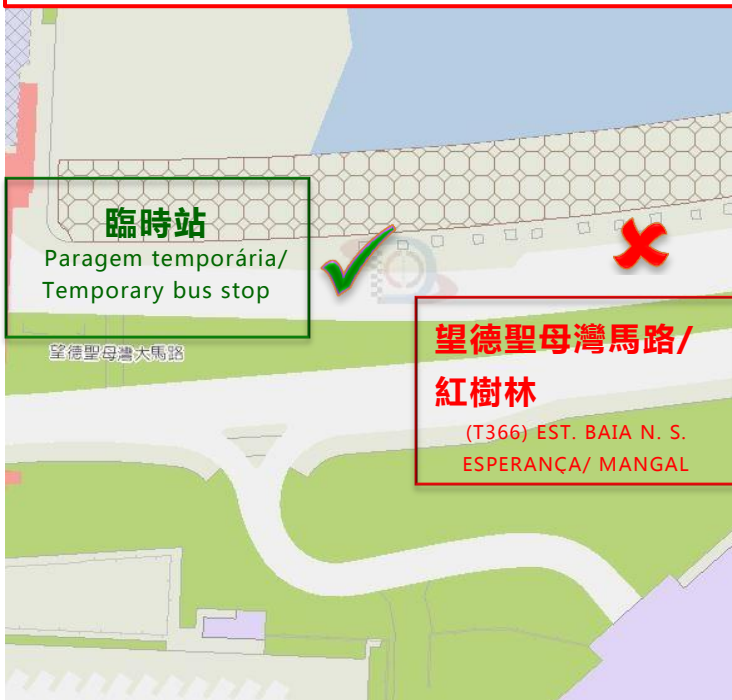 臨時站
Paragem temporária/
Temporary bus stop
望德聖母灣大馬路
望德聖母灣馬路/
紅樹林
(T366) EST. BAIA N. S.
ESPERANÇA/ MANGAL